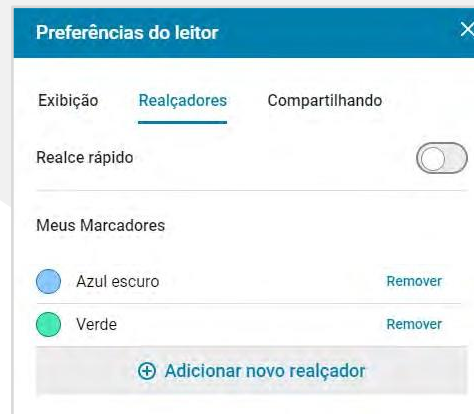 Preferências do leitor
Exibição Realçadores Compartilhando
Realce rápido
Meus Marcadores
Azul escuro Remover
Verde Remover
Adicionar novo realçador